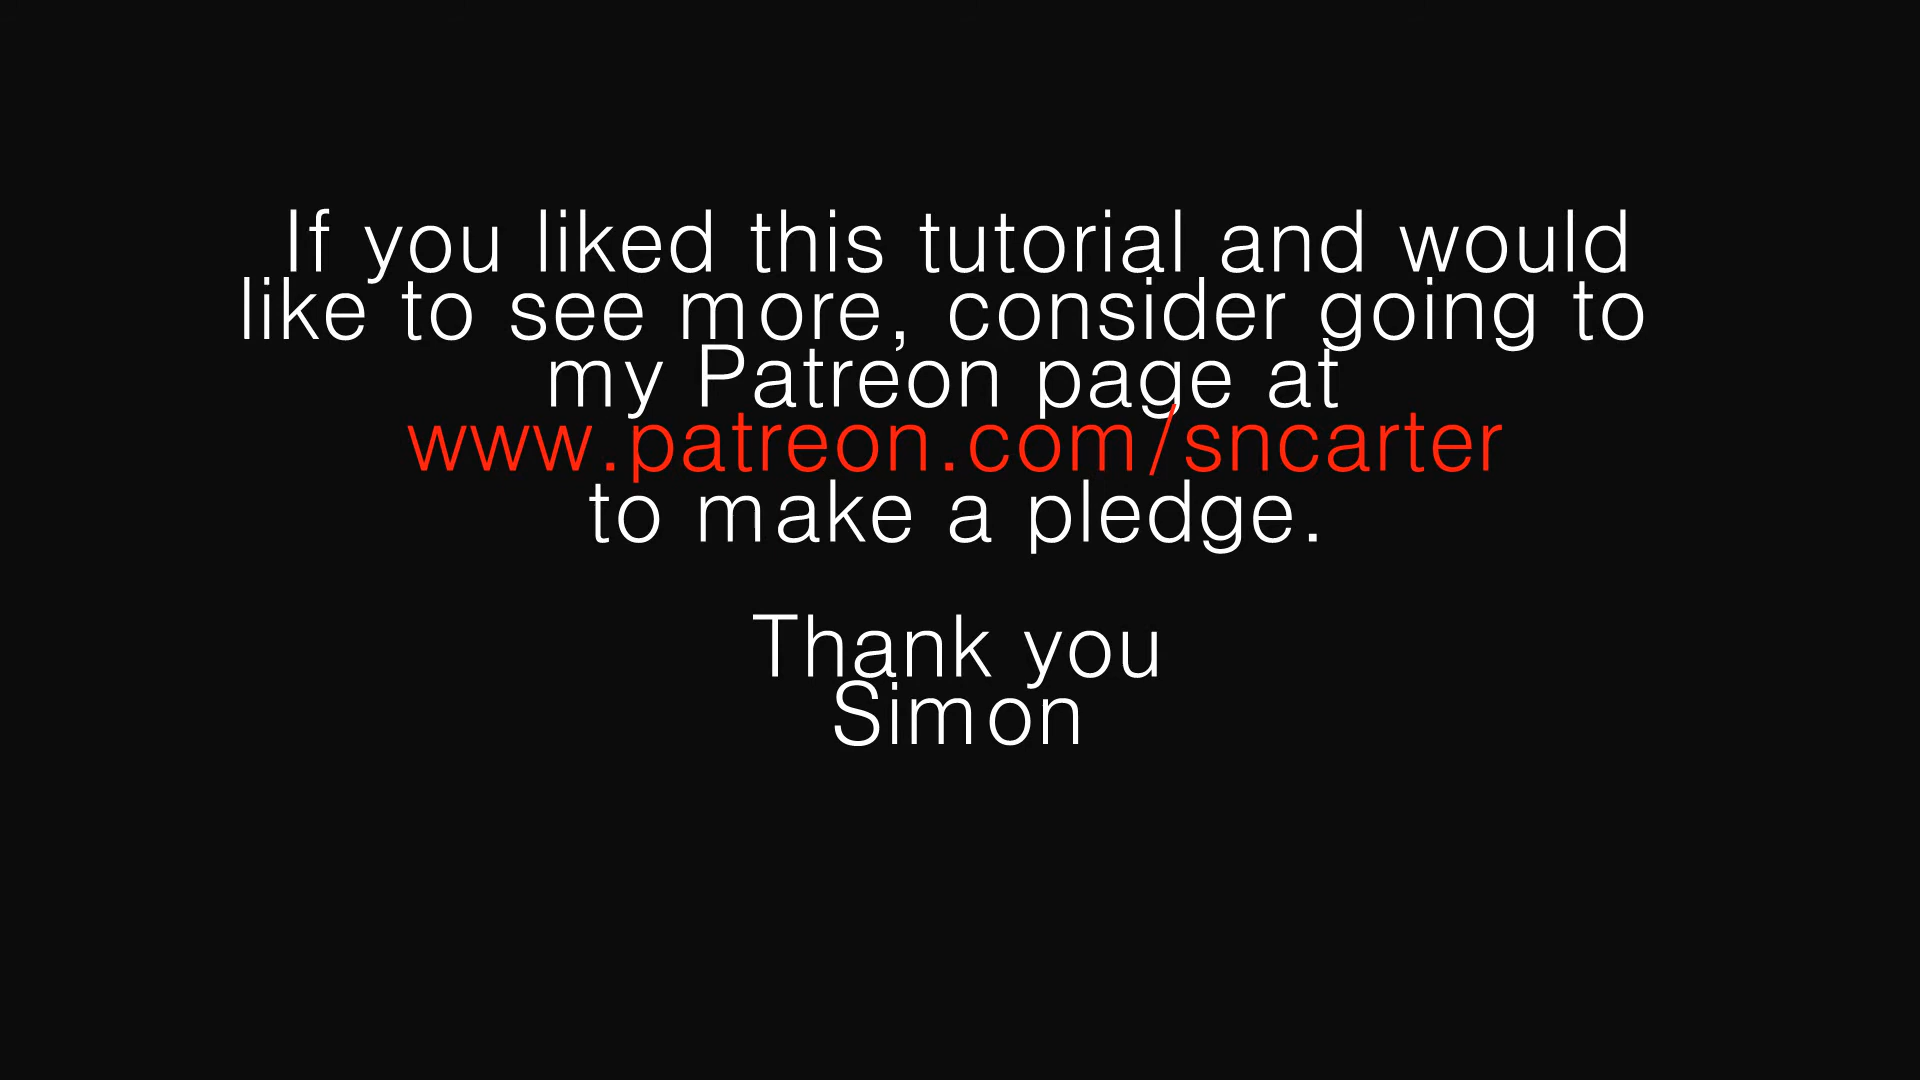 If you liked this tutorial and would
like to see more, consider going to
my Patreon page at
www.patreon.com/sncarter
to make a pledge.
Thank you
Simon